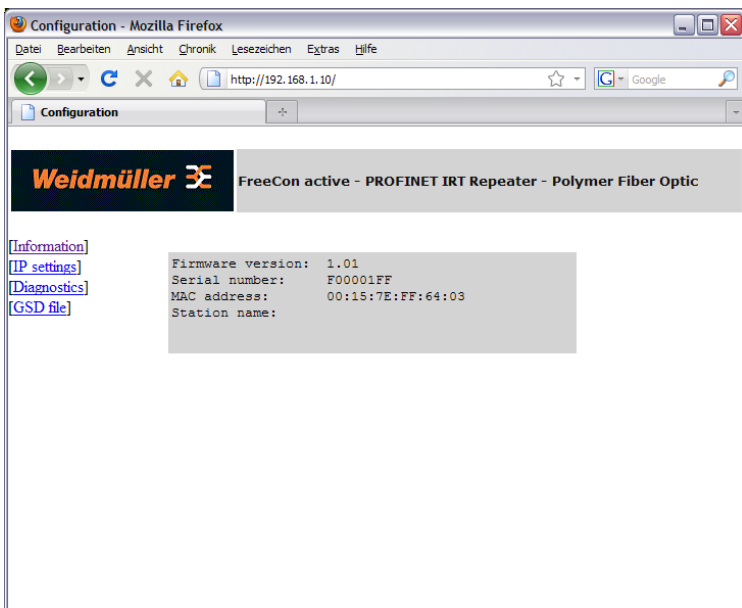 Configuration - Mozilla Firefox
Datei Bearbeiten Ansicht Chronik Lesezeichen Extras Hilfe
http://192.168.1.10/
G Google
Configuration
Weidmüller
FreeCon active - PROFINET IRT Repeater - Polymer Fiber Optic
[Information]
[IP settings]
[Diagnostics]
[GSD file]
Firmware version: 1.01
Serial number: F00001FF
MAC address: 00:15:7E:FF:64:03
Station name: